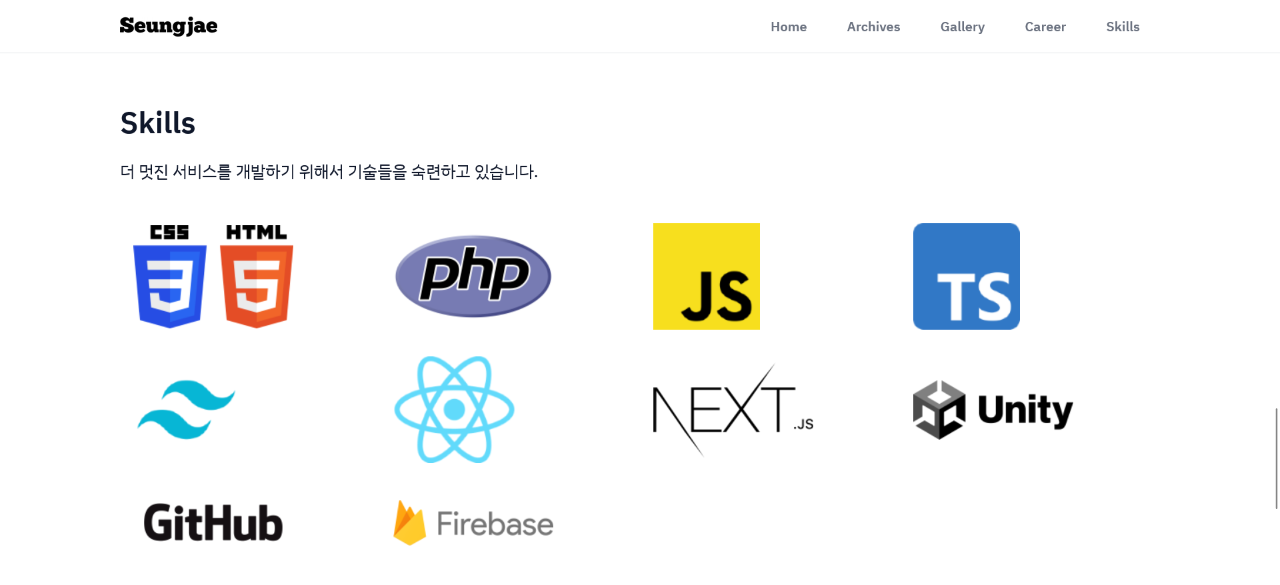 Seungjae
Home Archives Gallery Career Skills
Skills
더 멋진 서비스를 개발하기 위해서 기술들을 숙련하고 있습니다.
CSS HTML
3 5
php
JS
TS
NEXT.JS
Unity
GitHub
Firebase